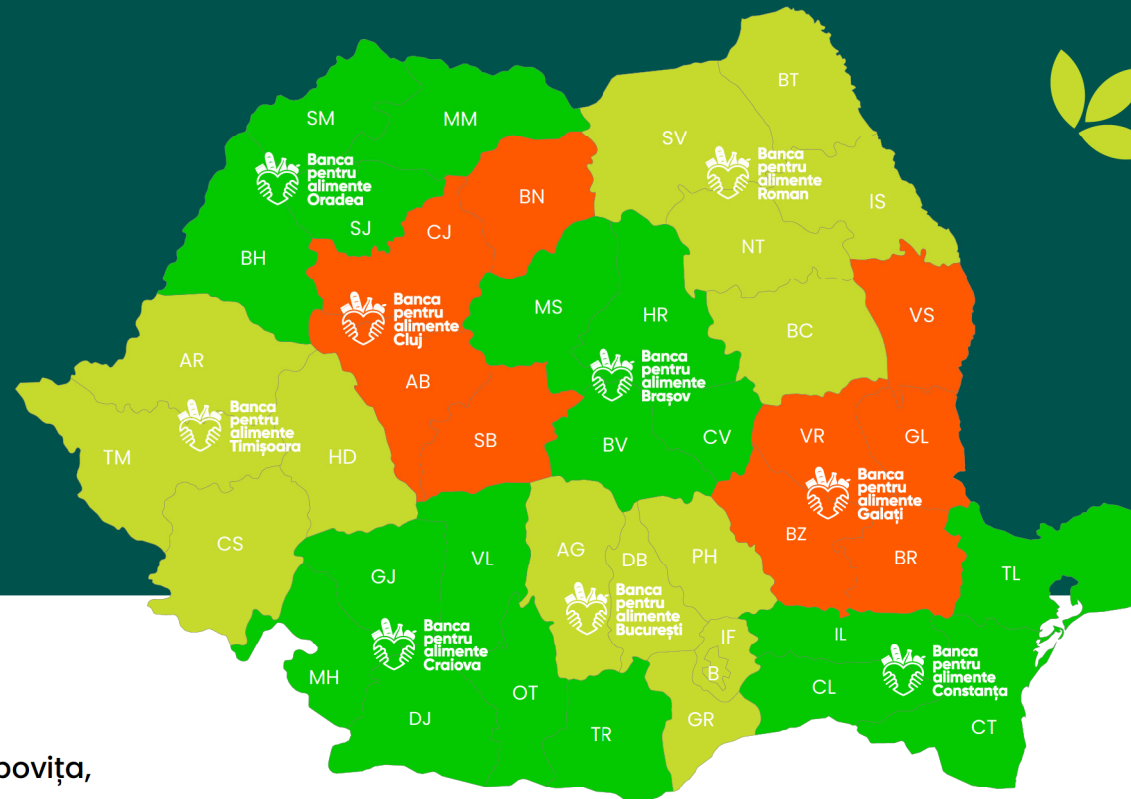 BT
SM
MM
SV
Banca
pentru
alimente
Oradea
Banca
pentru
alimente
Roman
BN
IS
SJ
CJ
NT
BH
Banca
pentru
alimente
Cluj
MS
HR
VS
BC
AR
Banca
pentru
alimente
Brașov
AB
Banca
pentru
alimente
Timișoara
TM
HD
SB
BV
CV
VR
GL
Banca
pentru
alimente
Galați
CS
BZ
BR
GJ
VL
AG
DB
PH
TL
Banca
pentru
alimente
București
Banca
pentru
alimente
Craiova
IF
IL
B
Banca
pentru
alimente
Constanța
MH
OT
CL
DJ
TR
GR
CT
povița,